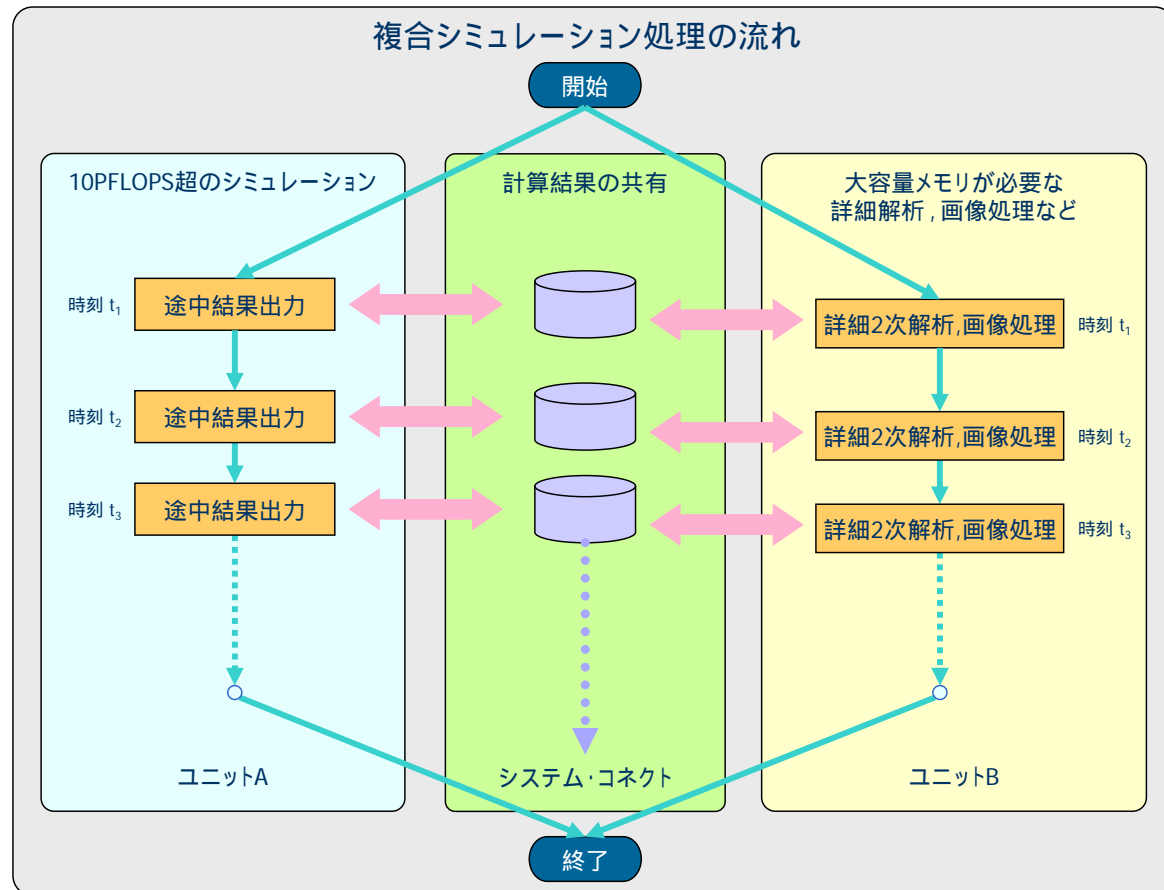 複合シミュレーション処理の流れ
開始
10PFLOPS超のシミュレーション
計算結果の共有
大容量メモリが必要な
詳細解析,画像処理など
時刻 t1
途中結果出力
詳細2次解析,画像処理
時刻 t1
時刻 t2
途中結果出力
詳細2次解析,画像処理
時刻 t2
時刻 t3
途中結果出力
詳細2次解析,画像処理
時刻 t3
ユニットA
システム・コネクト
ユニットB
終了